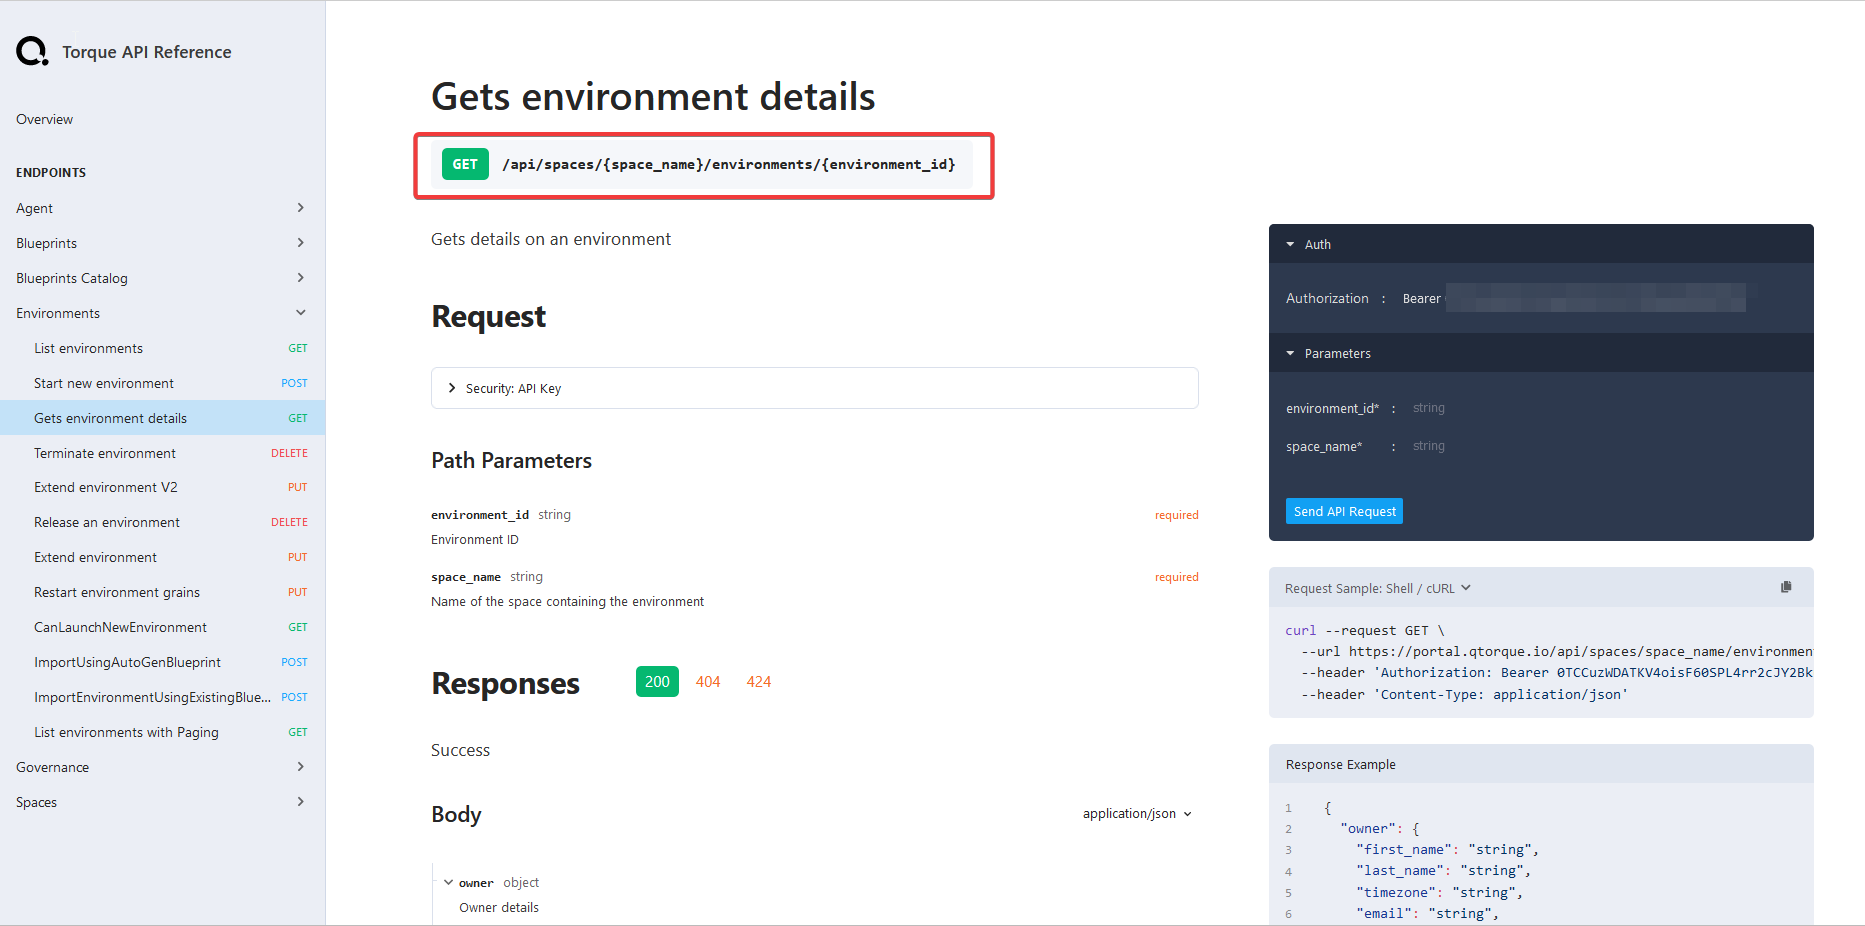 Torque API Reference
Overview
ENDPOINTS
Agent
Blueprints
Blueprints Catalog
Environments
List environments GET
Start new environment POST
Gets environment details GET
Terminate environment DELETE
Extend environment V2 PUT
Release an environment DELETE
Extend environment PUT
Restart environment grains PUT
CanLaunchNewEnvironment GET
ImportUsingAutoGenBlueprint POST
ImportEnvironmentUsingExistingBlue... POST
List environments with Paging GET
Governance
Spaces
Gets environment details
GET /api/spaces/{space_name}/environments/{environment_id}
Gets details on an environment
Request
Security: API Key
Path Parameters
environment_id string required
Environment ID
space_name string required
Name of the space containing the environment
Responses 200 404 424
Success
Body application/json
owner object
Owner details
Auth
Authorization : Bearer
Parameters
environment_id* : string
space_name* : string
Send API Request
Request Sample: Shell / cURL
curl --request GET \
--url https://portal.qtorque.io/api/spaces/space_name/environmen
--header 'Authorization: Bearer 0TCCuzWDATKV4oisF60SPL4rr2cJY2Bk
--header 'Content-Type: application/json'
Response Example
1 {
2 "owner": {
3 "first_name": "string",
4 "last_name": "string",
5 "timezone": "string",
6 "email": "string",